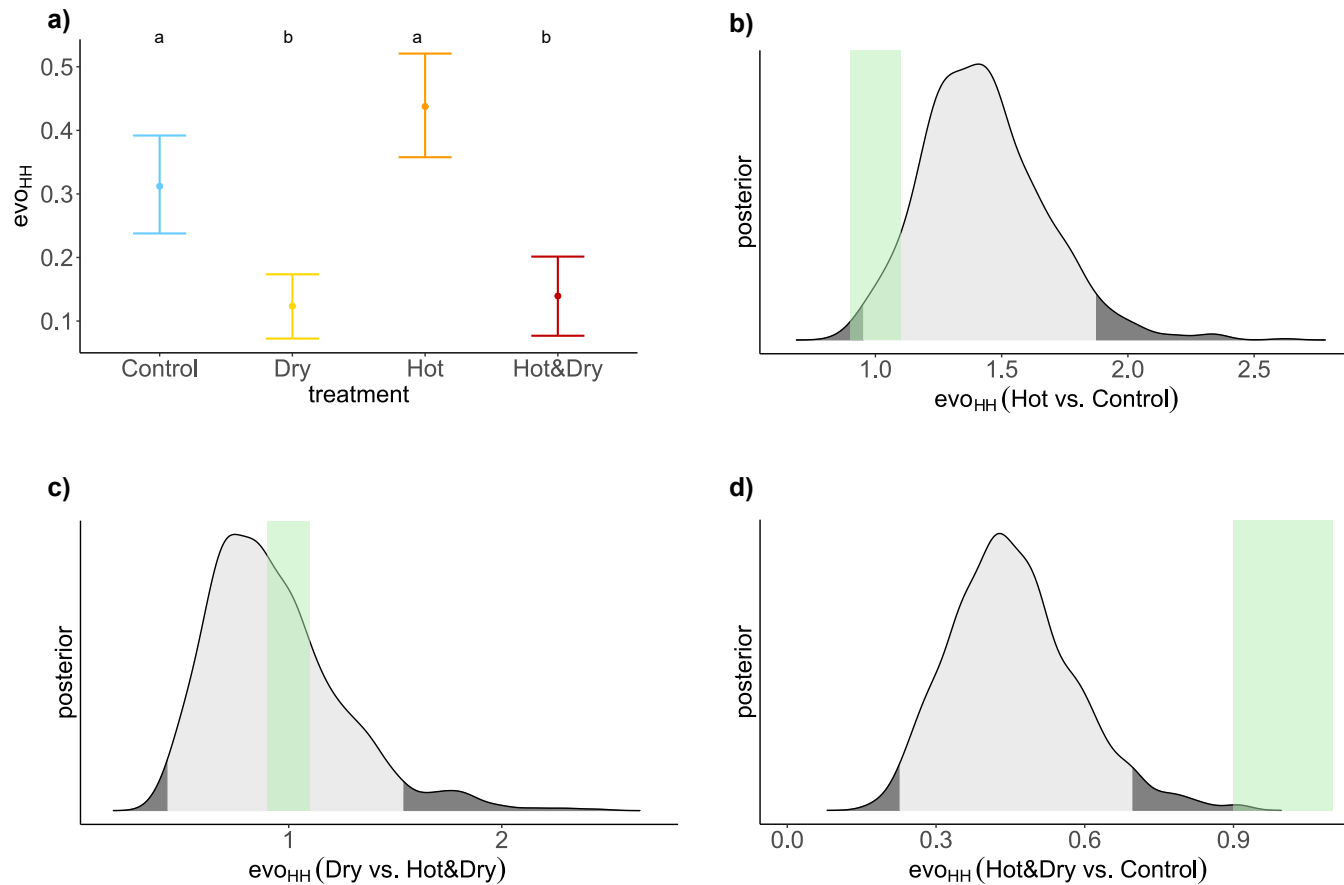 a)
a b a b
0.5
0.4
0.3
0.2
0.1
evoHH
Control Dry Hot Hot&Dry
treatment
b)
posterior
1.0 1.5 2.0 2.5
evoHH (Hot vs. Control)
c)
posterior
1 2
evoHH (Dry vs. Hot&Dry)
d)
posterior
0.0 0.3 0.6 0.9
evoHH (Hot&Dry vs. Control)